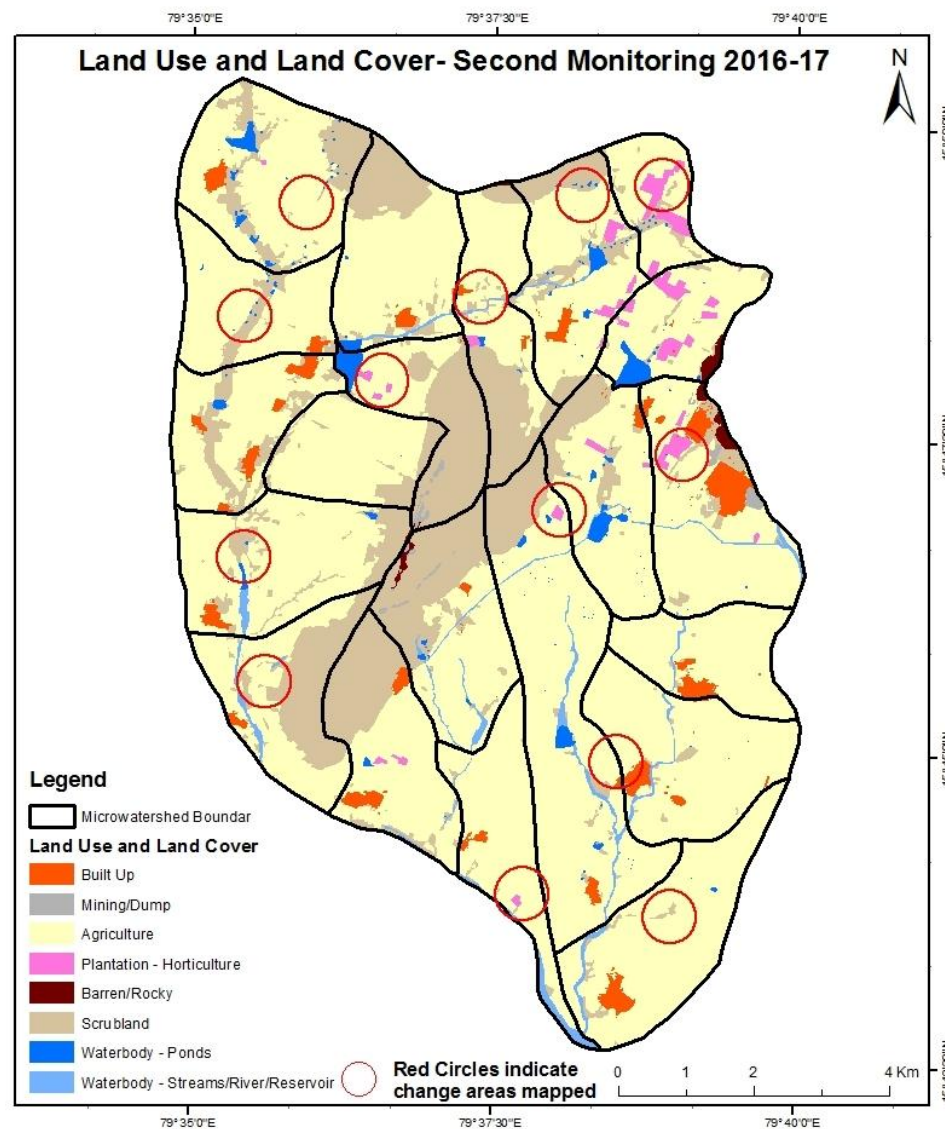 79°35'0"E
79°37'30"E
79°40'0"E
Land Use and Land Cover- Second Monitoring 2016-17
N
Legend
Microwatershed Boundar
Land Use and Land Cover
Built Up
Mining/Dump
Agriculture
Plantation - Horticulture
Barren/Rocky
Scrubland
Waterbody - Ponds
Waterbody - Streams/River/Reservoir
Red Circles indicate
change areas mapped
0 1 2 4 Km
79°35'0"E
79°37'30"E
79°40'0"E